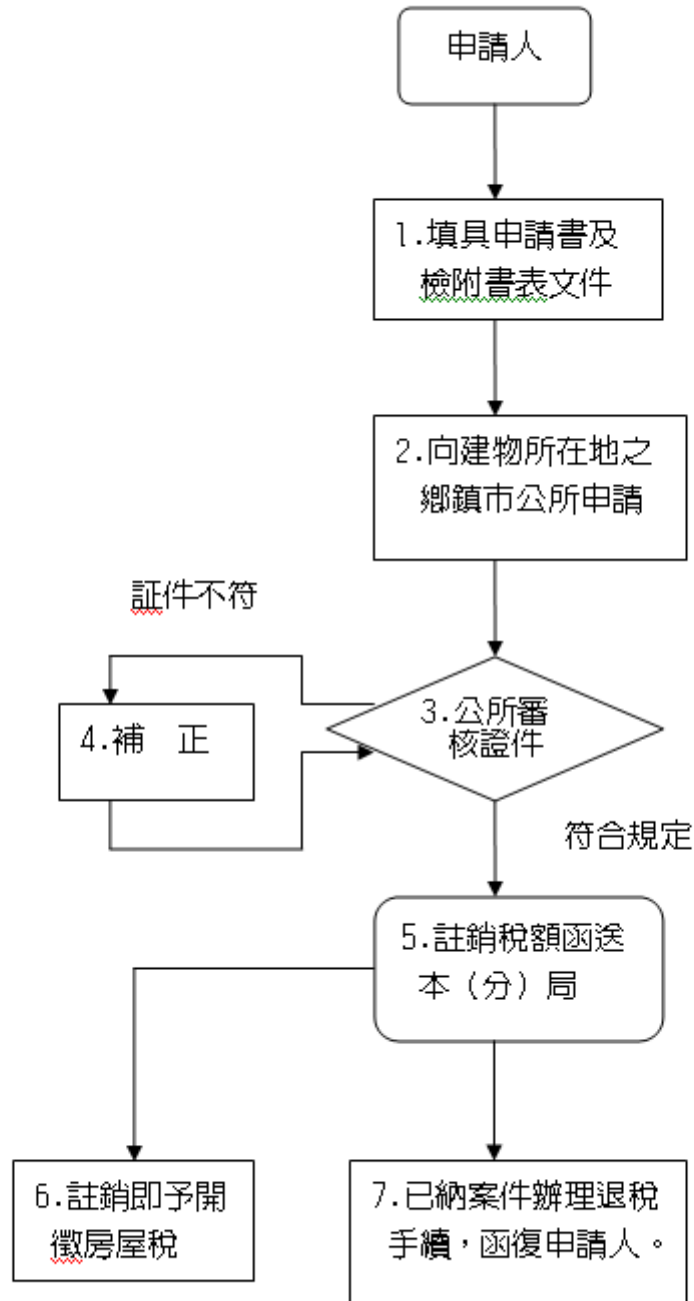 申請人
1.填具申請書及
檢附書表文件
2.向建物所在地之
鄉鎮市公所申請
証件不符
3.公所審
核證件
4.補　正
符合規定
5.註銷稅額函送
本（分）局
6.註銷即予開
徵房屋稅
7.已納案件辦理退稅
手續，函復申請人。